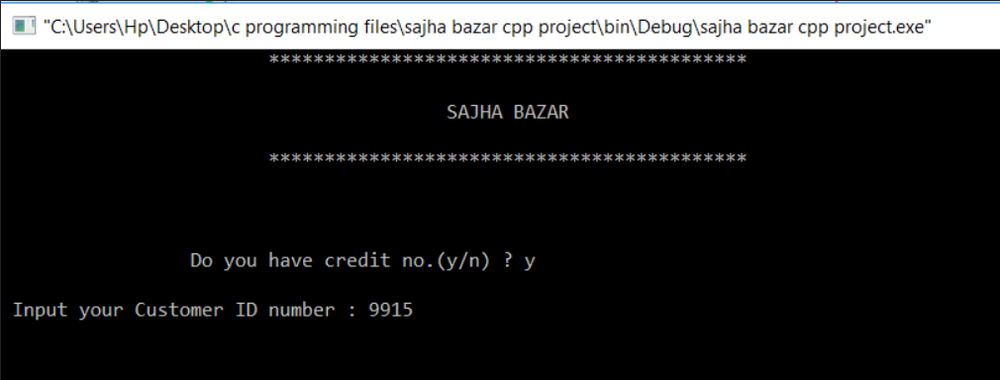 "C:\Users\Hp\Desktop\c programming files\sajha bazar cpp project\bin\Debug\sajha bazar cpp project.exe"
*******************************************
SAJHA BAZAR
*******************************************
Do you have credit no.(y/n) ? y
Input your Customer ID number : 9915